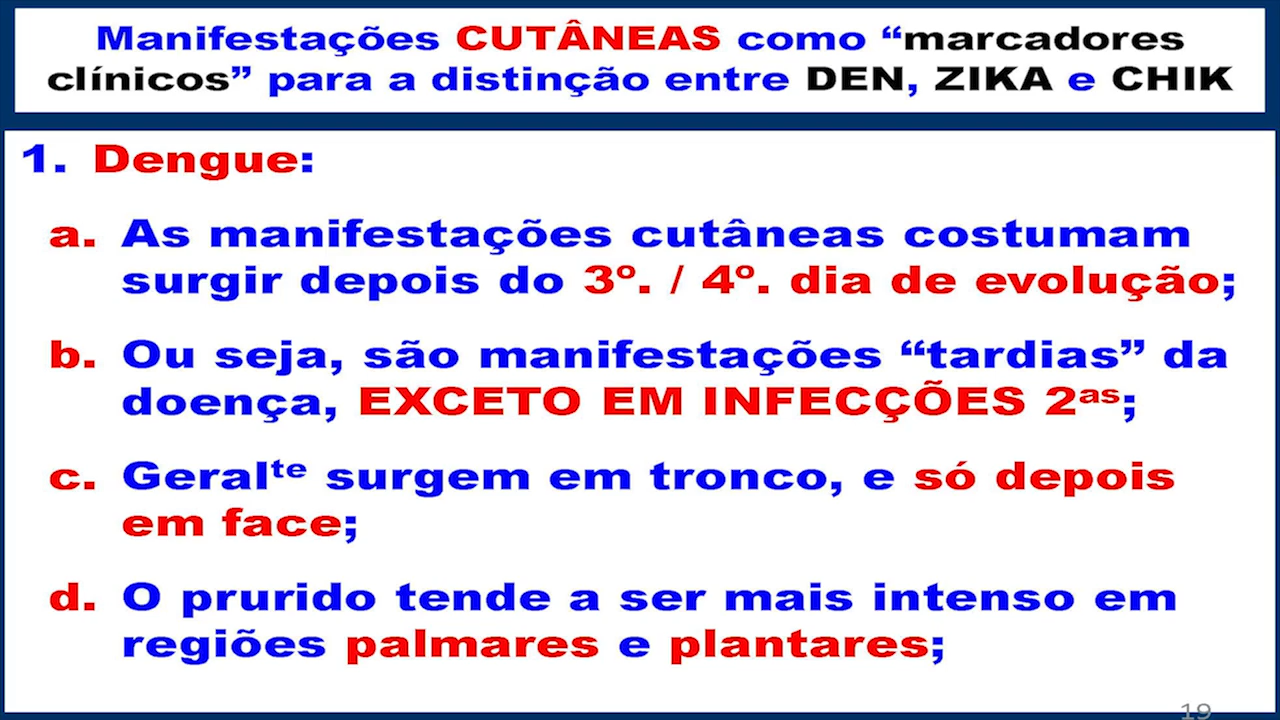 Manifestações CUTÂNEAS como “marcadores
clínicos” para a distinção entre DEN, ZIKA e CHIK
1. Dengue:
a. As manifestações cutâneas costumam
surgir depois do 3º. / 4º. dia de evolução;
b. Ou seja, são manifestações “tardias” da
doença, EXCETO EM INFECÇÕES 2ªˢ;
c. Geralᵗᵉ surgem em tronco, e só depois
em face;
d. O prurido tende a ser mais intenso em
regiões palmares e plantares;
19